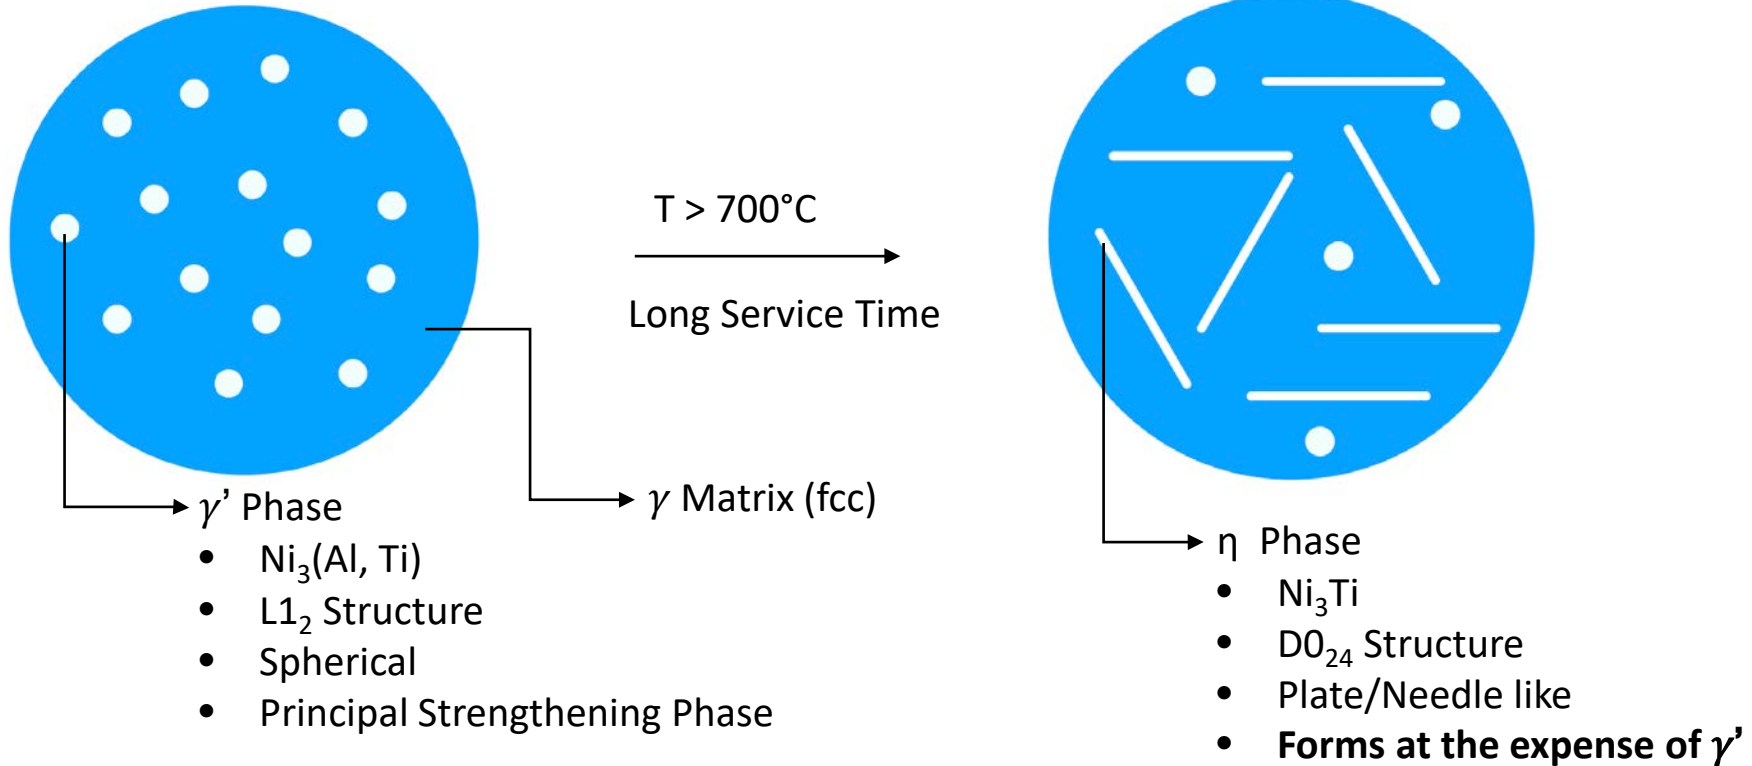 T > 700°C
Long Service Time
γ Matrix (fcc)
γ’ Phase
• Ni₃(Al, Ti)
• L1₂ Structure
• Spherical
• Principal Strengthening Phase
η Phase
• Ni₃Ti
• D0₂₄ Structure
• Plate/Needle like
• Forms at the expense of γ’